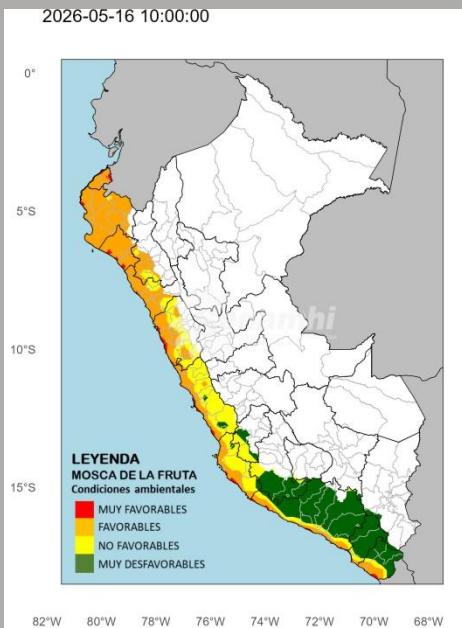 2026-05-16 10:00:00
0°
5°S
10°S
15°S
LEYENDA
MOSCA DE LA FRUTA
Condiciones ambientales
MUY FAVORABLES
FAVORABLES
NO FAVORABLES
MUY DESFAVORABLES
82°W 80°W 78°W 76°W 74°W 72°W 70°W 68°W